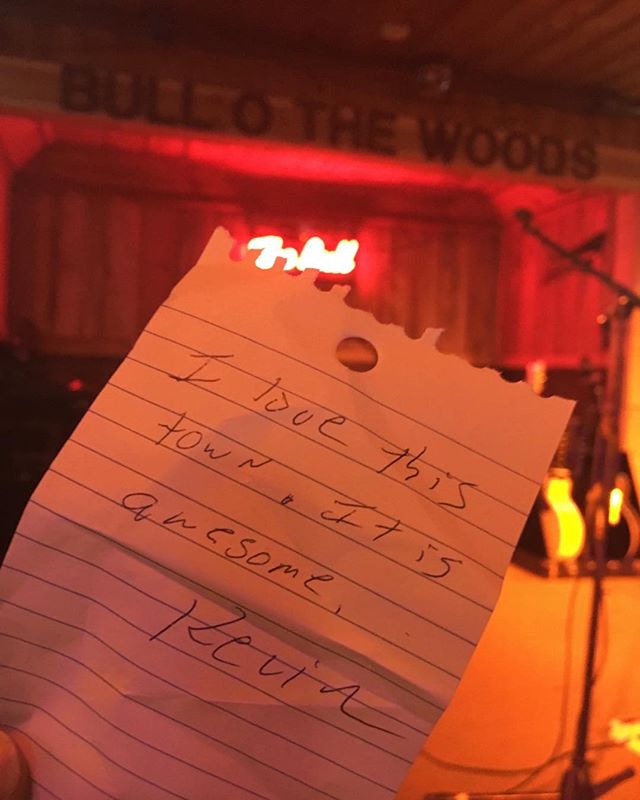 BULL O THE WOODS
I love this
town. It is
awesome.
Kevin